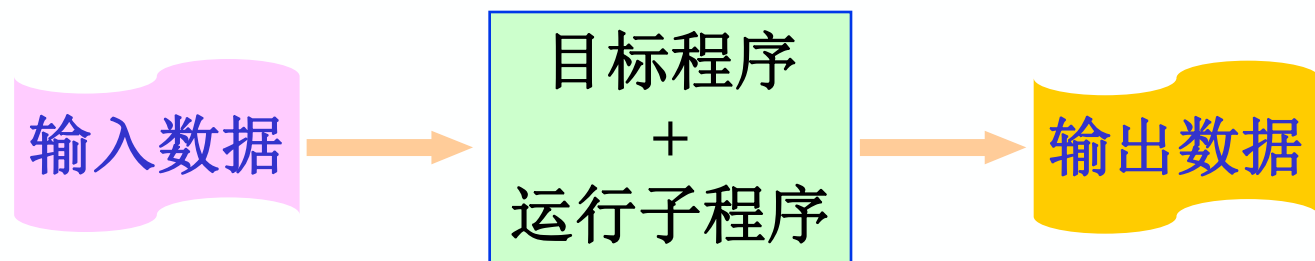 输入数据
目标程序
+
运行子程序
输出数据